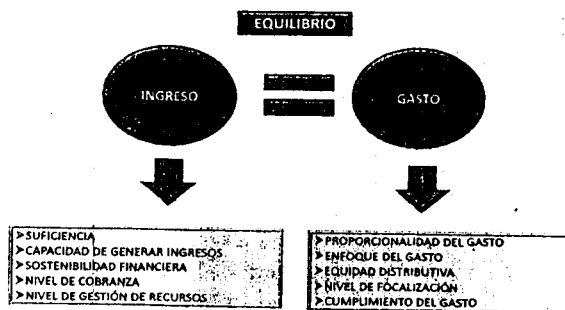 EQUILIBRIO
INGRESO
GASTO
➤SUFICIENCIA
➤CAPACIDAD DE GENERAR INGRESOS
➤SOSTENIBILIDAD FINANCIERA
➤NIVEL DE COBRANZA
➤NIVEL DE GESTIÓN DE RECURSOS
➤PROPORCIONALIDAD DEL GASTO
➤ENFOQUE DEL GASTO
➤EQUIDAD DISTRIBUTIVA
➤NIVEL DE FOCALIZACIÓN
➤CUMPLIMIENTO DEL GASTO